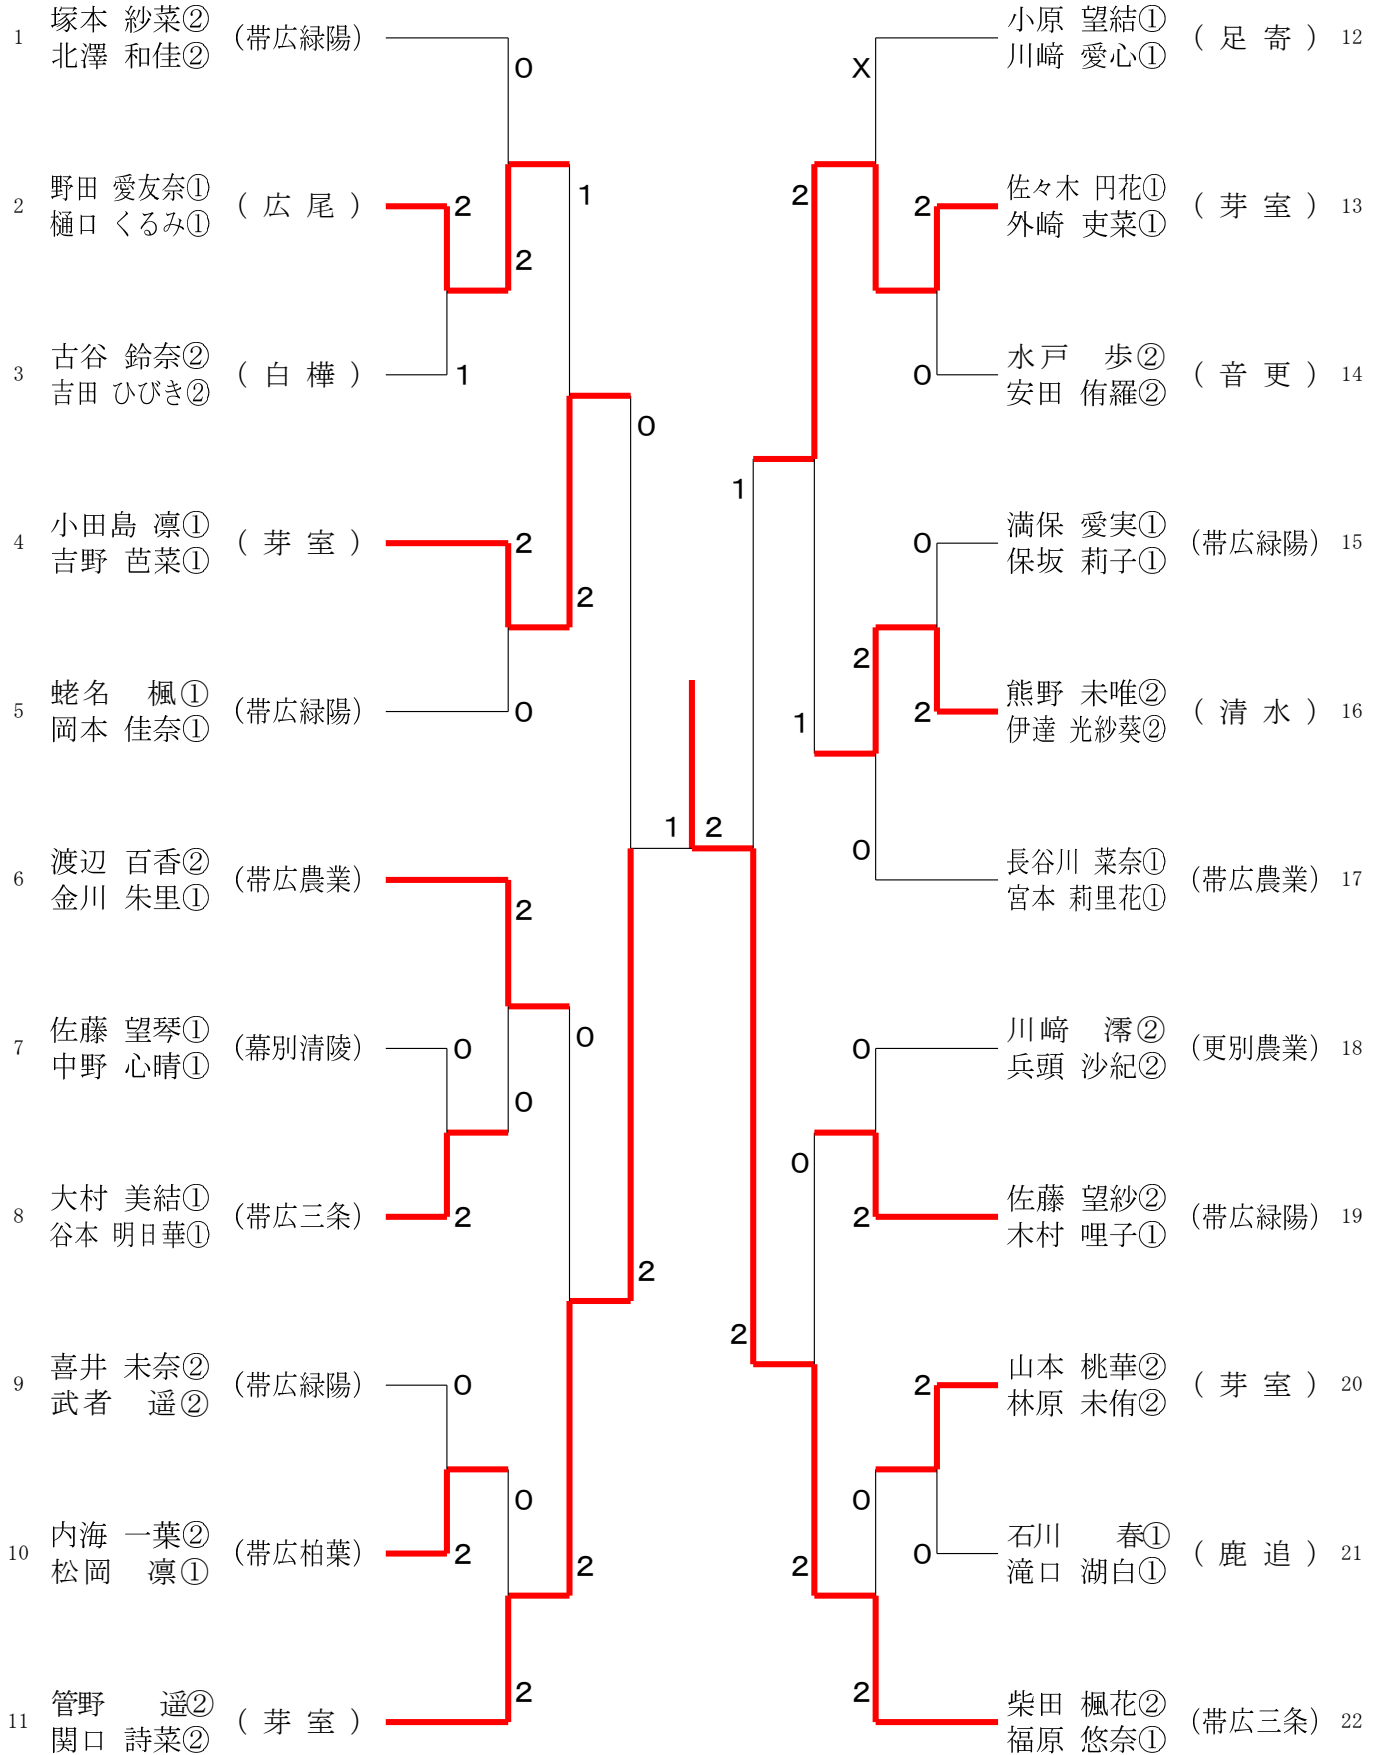 1 塚本 紗菜② 北澤 和佳② (帯広緑陽)
0
2 野田 愛友奈① 樋口 くるみ① ( 広 尾 )
2
1
2
3 古谷 鈴奈② 吉田 ひびき② ( 白 樺 )
1
0
4 小田島 凛① 吉野 芭菜① ( 芽 室 )
2
2
5 蛯名 楓① 岡本 佳奈① (帯広緑陽)
0
1 2
6 渡辺 百香② 金川 朱里① (帯広農業)
2
7 佐藤 望琴① 中野 心晴① (幕別清陵)
0
0
0
8 大村 美結① 谷本 明日華① (帯広三条)
2
2
9 喜井 未奈② 武者 遥② (帯広緑陽)
0
0
10 内海 一葉② 松岡 凛① (帯広柏葉)
2
2
11 管野 遥② 関口 詩菜② ( 芽 室 )
2
小原 望結① 川﨑 愛心① ( 足 寄 ) 12
X
2
2
佐々木 円花① 外崎 吏菜① ( 芽 室 ) 13
0
水戸 歩② 安田 侑羅② ( 音 更 ) 14
1
0
満保 愛実① 保坂 莉子① (帯広緑陽) 15
2
1
2
熊野 未唯② 伊達 光紗葵② ( 清 水 ) 16
0
長谷川 菜奈① 宮本 莉里花① (帯広農業) 17
0
川﨑 澪② 兵頭 沙紀② (更別農業) 18
0
2
佐藤 望紗② 木村 哩子① (帯広緑陽) 19
2
2
山本 桃華② 林原 未侑② ( 芽 室 ) 20
0
0
石川 春① 滝口 湖白① ( 鹿 追 ) 21
2
2
柴田 楓花② 福原 悠奈① (帯広三条) 22